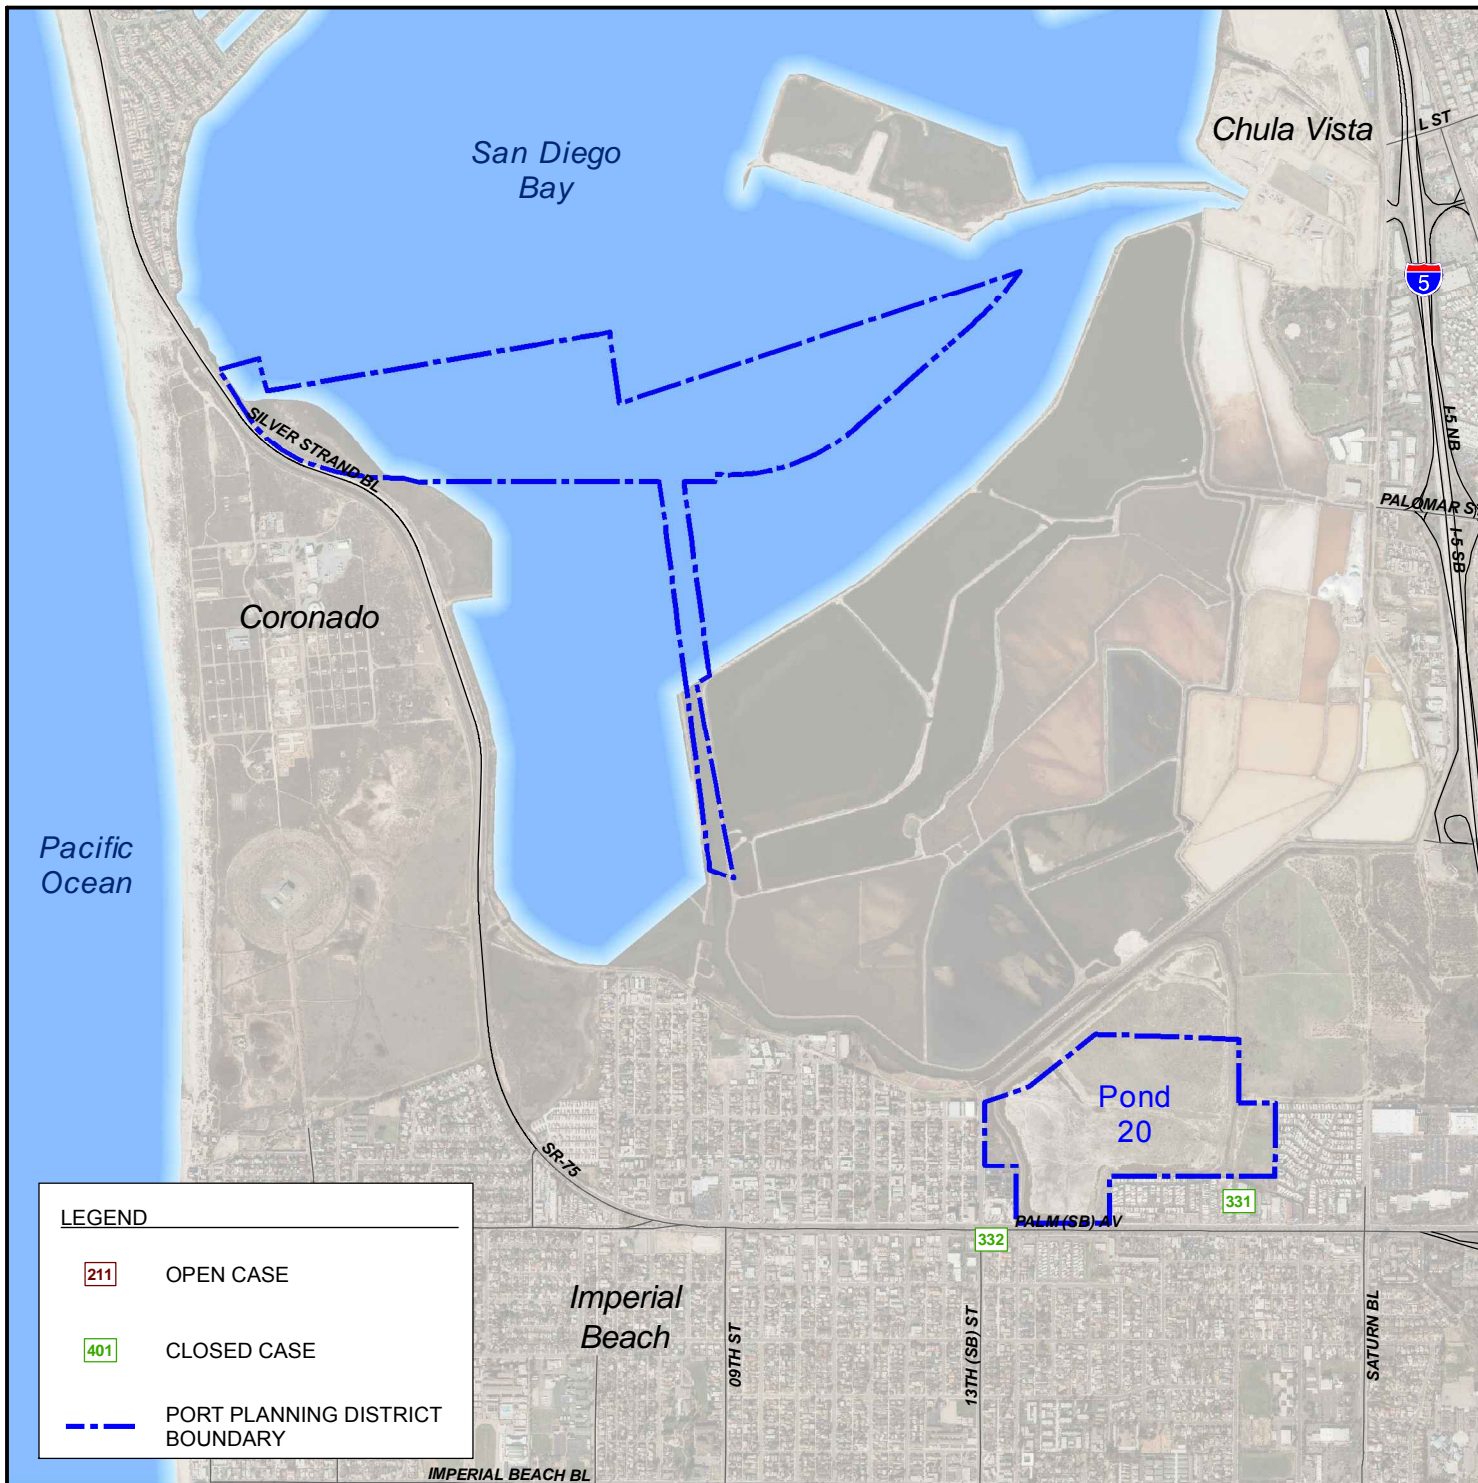 San Diego
Bay
Chula Vista
L ST
5
SILVER STRAND BL
I-5 NB
PALOMAR S
I-5 SB
Coronado
Pacific
Ocean
Pond
20
SR-75
331
PALM (SB) AV
332
LEGEND
211 OPEN CASE
401 CLOSED CASE
PORT PLANNING DISTRICT
BOUNDARY
Imperial
Beach
09TH ST
13TH (SB) ST
SATURN BL
IMPERIAL BEACH BL